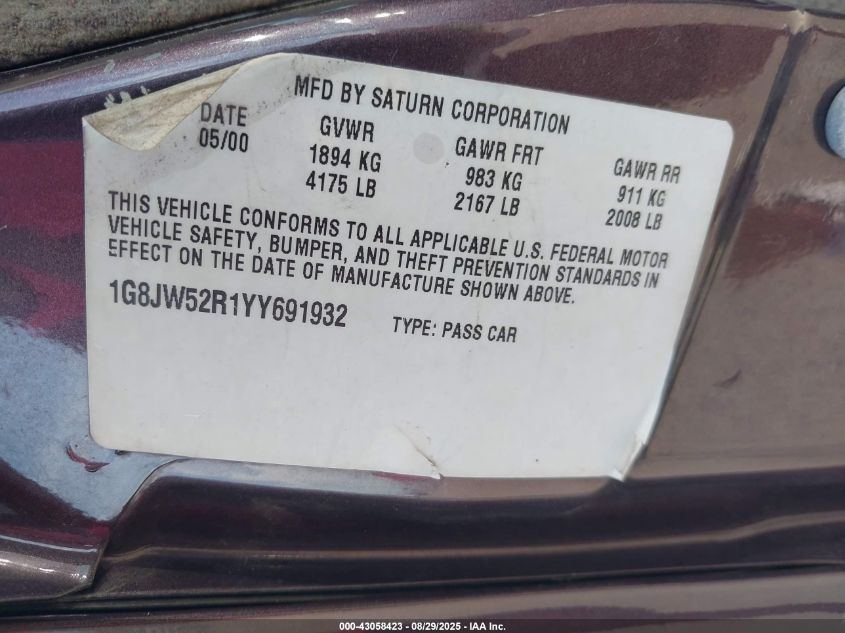 MFD BY SATURN CORPORATION
DATE GVWR GAWR FRT GAWR RR
05/00 1894 KG 983 KG 911 KG
4175 LB 2167 LB 2008 LB
THIS VEHICLE CONFORMS TO ALL APPLICABLE U.S. FEDERAL MOTOR
VEHICLE SAFETY, BUMPER, AND THEFT PREVENTION STANDARDS IN
EFFECT ON THE DATE OF MANUFACTURE SHOWN ABOVE.
1G8JW52R1YY691932 TYPE: PASS CAR
000-43058423 - 08/29/2025 - IAA Inc.